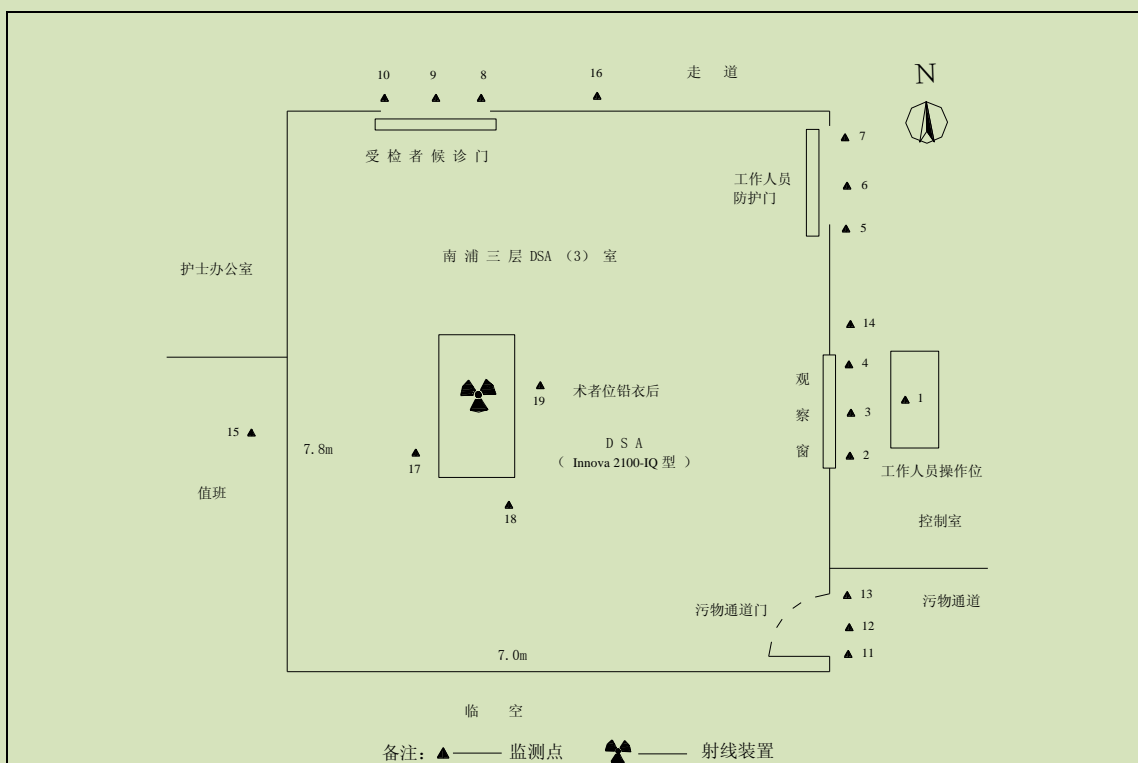 10 9 8 16 走 道 N
7
受 检 者 候 诊 门
工作人员
防护门
6
5
南 浦 三 层 DSA （3） 室
护士办公室
14
4
观
察
窗
3
1
2
术者位铅衣后
19
D S A
（ Innova 2100-IQ 型 ）
15
7.8m
17
工作人员操作位
值班
18
控制室
13
污物通道
污物通道门
12
11
7.0m
临 空
备注: 监测点 射线装置